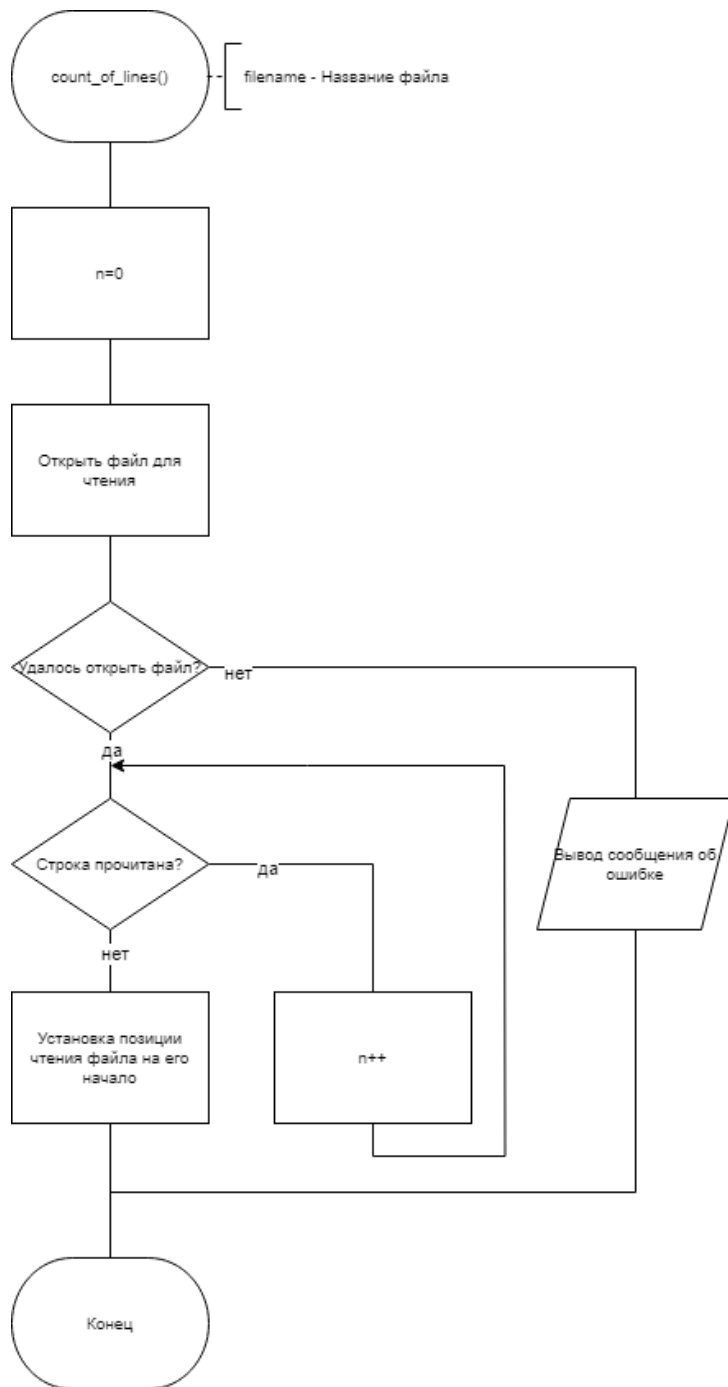 count_of_lines()
filename - Название файла
n=0
Открыть файл для
чтения
Удалось открыть файл?
нет
да
Строка прочитана?
да
Вывод сообщения об
ошибке
нет
Установка позиции
чтения файла на его
начало
n++
Конец